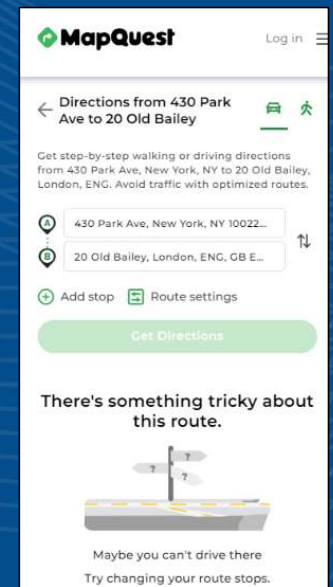 MapQuest
Log in
Directions from 430 Park
Ave to 20 Old Bailey
Get step-by-step walking or driving directions
from 430 Park Ave, New York, NY to 20 Old Bailey,
London, ENG. Avoid traffic with optimized routes.
A
430 Park Ave, New York, NY 10022...
B
20 Old Bailey, London, ENG, GB E...
Add stop
Route settings
Get Directions
There's something tricky about
this route.
?
?
?
Maybe you can't drive there
Try changing your route stops.